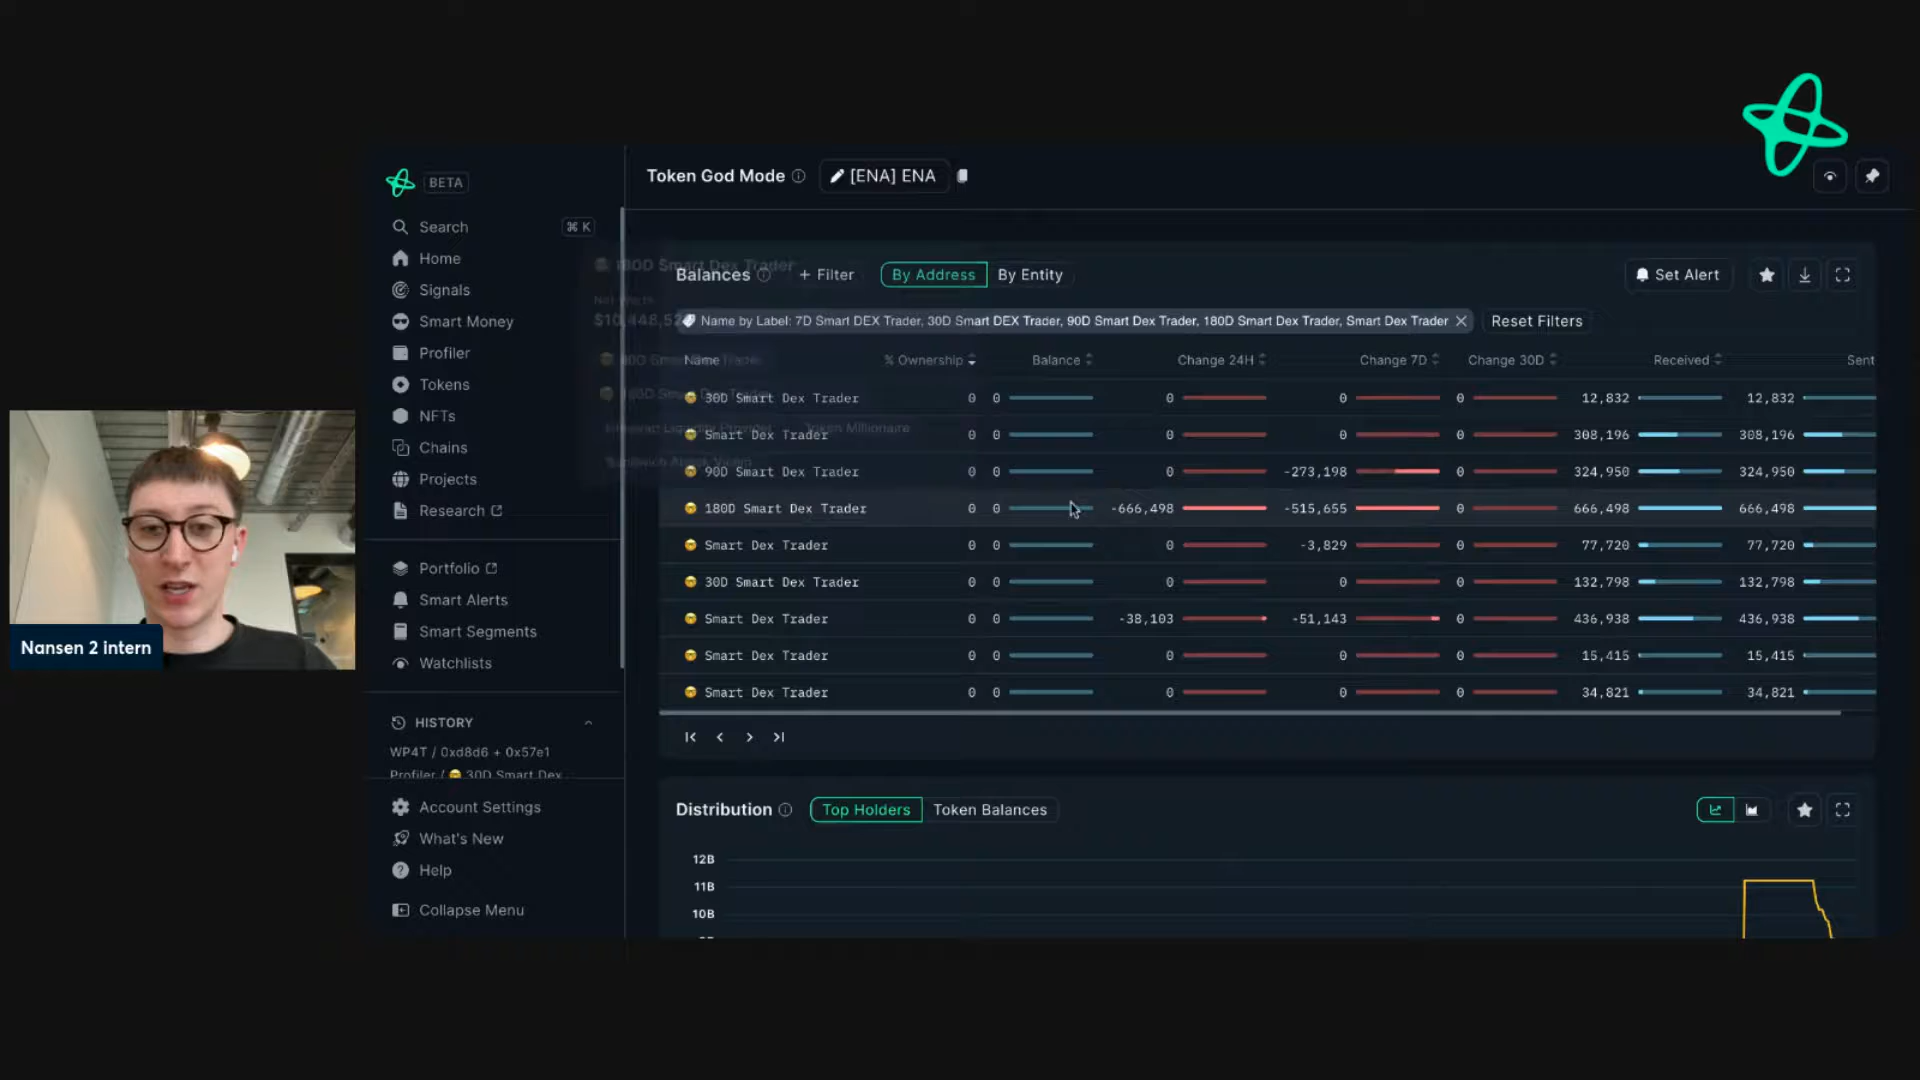 Nansen 2 intern
BETA
Search ⌘ K
Home
Signals
Smart Money
Profiler
Tokens
NFTs
Chains
Projects
Research
Portfolio
Smart Alerts
Smart Segments
Watchlists
HISTORY
WP4T / 0xd8d6 + 0x57e1
Profiler / 30D Smart Dex
Account Settings
What's New
Help
Collapse Menu
Token God Mode [ENA] ENA
180D Smart Dex Trader
Balances + Filter By Address By Entity Set Alert
Name by Label: 7D Smart DEX Trader, 30D Smart DEX Trader, 90D Smart Dex Trader, 180D Smart Dex Trader, Smart Dex Trader Reset Filters
Name % Ownership Balance Change 24H Change 7D Change 30D Received Sent
30D Smart Dex Trader 0 0 0 0 0 12,832 12,832
Smart Dex Trader 0 0 0 0 0 308,196 308,196
Token Millionaire
90D Smart Dex Trader 0 0 0 -273,198 0 324,950 324,950
180D Smart Dex Trader 0 0 -666,498 -515,655 0 666,498 666,498
Smart Dex Trader 0 0 0 -3,829 0 77,720 77,720
30D Smart Dex Trader 0 0 0 0 0 132,798 132,798
Smart Dex Trader 0 0 -38,103 -51,143 0 436,938 436,938
Smart Dex Trader 0 0 0 0 0 15,415 15,415
Smart Dex Trader 0 0 0 0 0 34,821 34,821
Distribution Top Holders Token Balances
12B
11B
10B